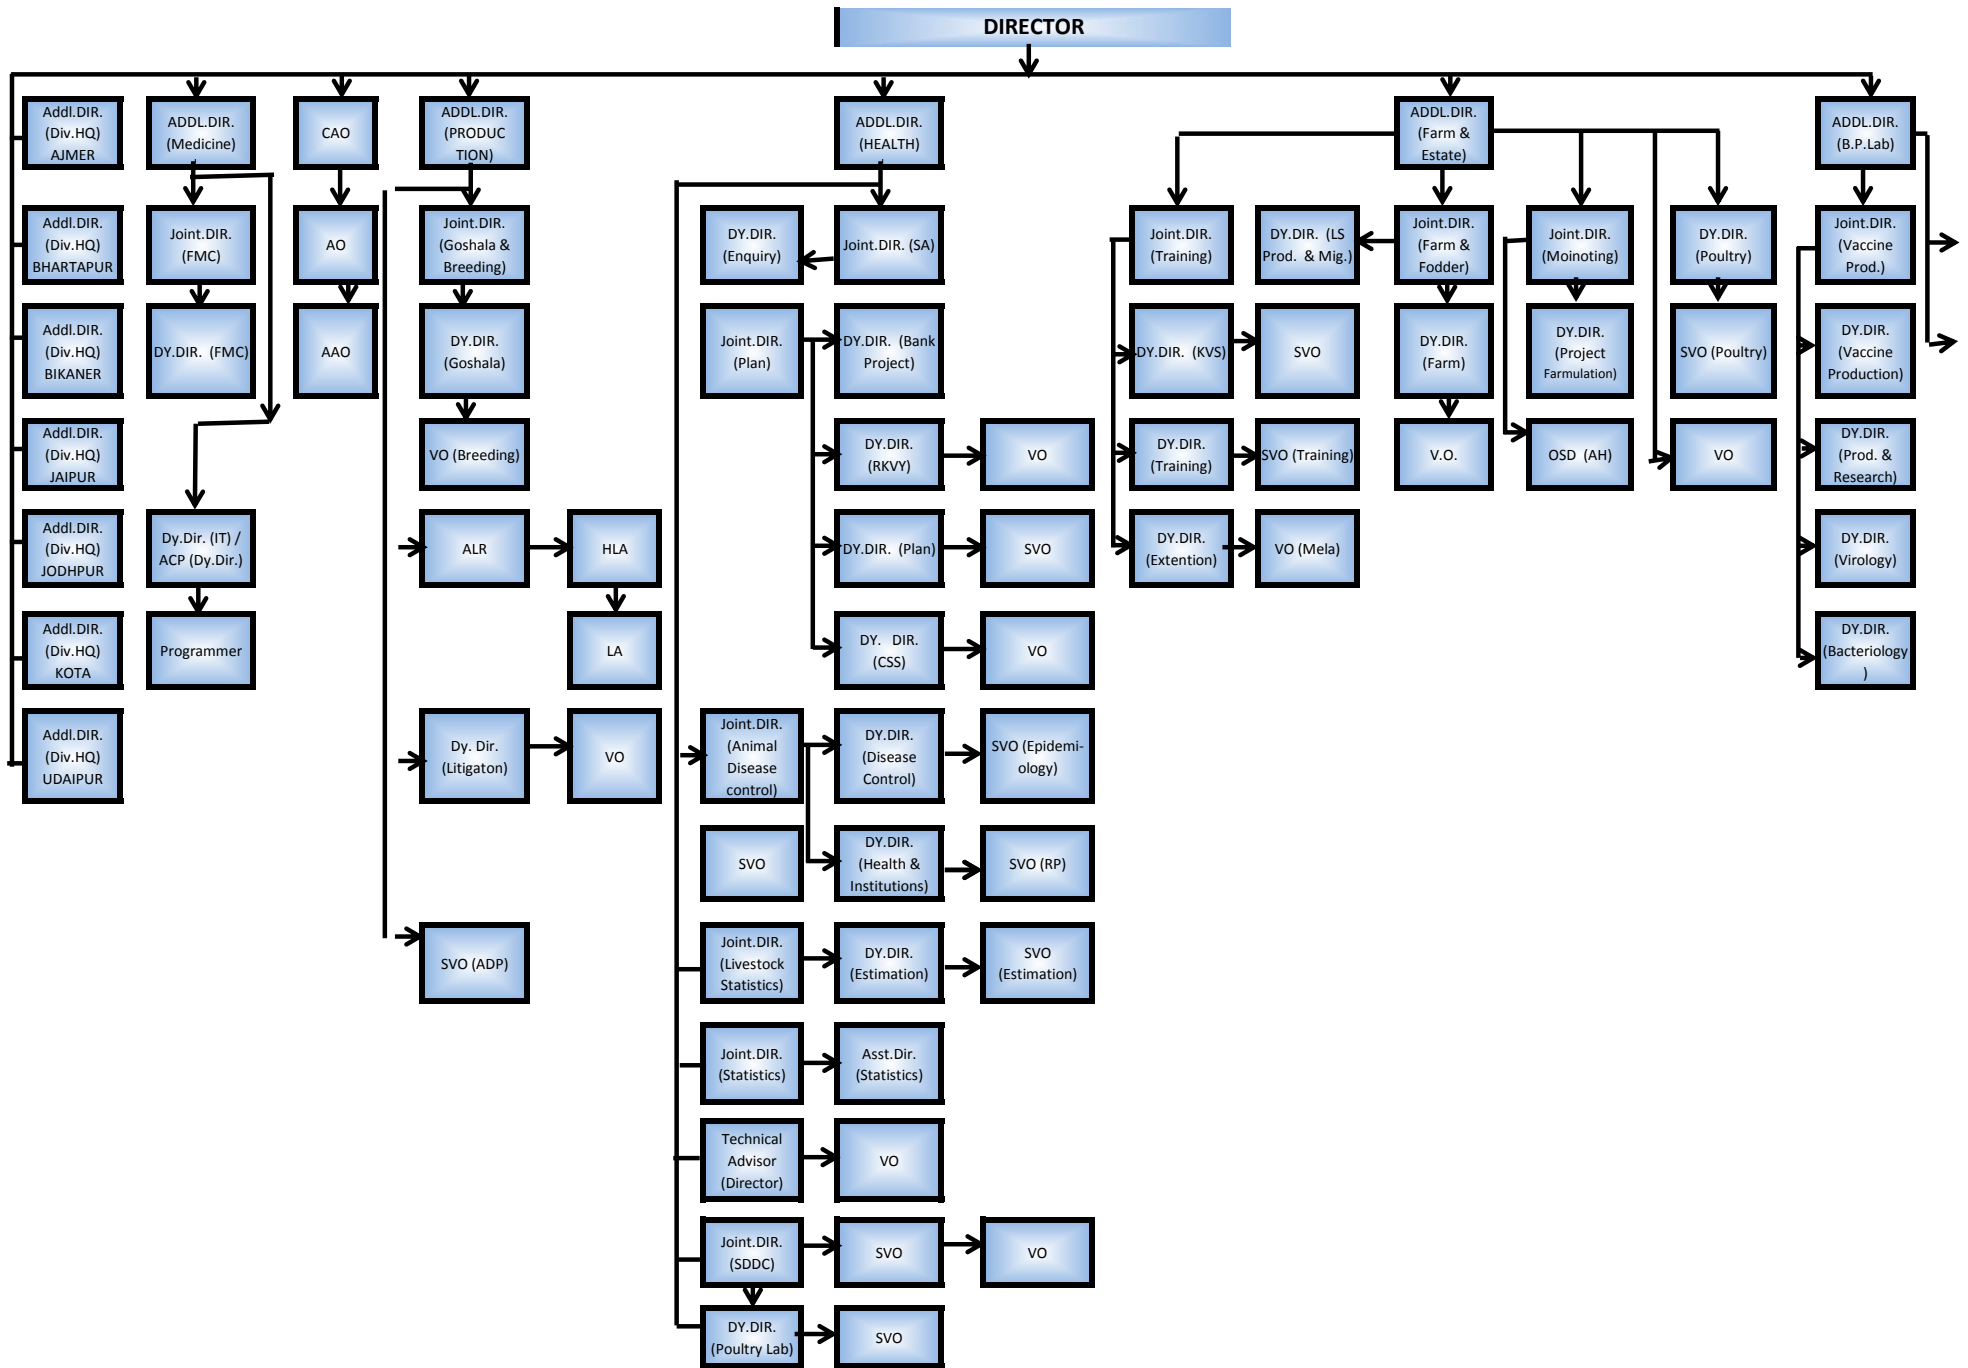 DIRECTOR
Addl.DIR.
(Div.HQ)
AJMER
ADDL.DIR.
(Medicine)
CAO
ADDL.DIR.
(PRODUC
TION)
ADDL.DIR.
(HEALTH)
ADDL.DIR.
(Farm &
Estate)
ADDL.DIR.
(B.P.Lab)
Addl.DIR.
(Div.HQ)
BHARTAPUR
Joint.DIR.
(FMC)
AO
Joint.DIR.
(Goshala &
Breeding)
DY.DIR.
(Enquiry)
Joint.DIR. (SA)
Joint.DIR.
(Training)
DY.DIR. (LS
Prod. & Mig.)
Joint.DIR.
(Farm &
Fodder)
Joint.DIR.
(Moinoting)
DY.DIR.
(Poultry)
Joint.DIR.
(Vaccine
Prod.)
Addl.DIR.
(Div.HQ)
BIKANER
DY.DIR. (FMC)
AAO
DY.DIR.
(Goshala)
Joint.DIR.
(Plan)
DY.DIR. (Bank
Project)
DY.DIR. (KVS)
SVO
DY.DIR.
(Farm)
DY.DIR.
(Project
Farmulation)
SVO (Poultry)
DY.DIR.
(Vaccine
Production)
Addl.DIR.
(Div.HQ)
JAIPUR
VO (Breeding)
DY.DIR.
(RKVY)
VO
DY.DIR.
(Training)
SVO (Training)
V.O.
OSD (AH)
VO
DY.DIR.
(Prod. &
Research)
Addl.DIR.
(Div.HQ)
JODHPUR
Dy.Dir. (IT) /
ACP (Dy.Dir.)
ALR
HLA
DY.DIR. (Plan)
SVO
DY.DIR.
(Extention)
VO (Mela)
DY.DIR.
(Virology)
Addl.DIR.
(Div.HQ)
KOTA
Programmer
LA
DY. DIR.
(CSS)
VO
DY.DIR.
(Bacteriology
)
Addl.DIR.
(Div.HQ)
UDAIPUR
Dy. Dir.
(Litigaton)
VO
Joint.DIR.
(Animal
Disease
control)
DY.DIR.
(Disease
Control)
SVO (Epidemi-
ology)
SVO
DY.DIR.
(Health &
Institutions)
SVO (RP)
SVO (ADP)
Joint.DIR.
(Livestock
Statistics)
DY.DIR.
(Estimation)
SVO
(Estimation)
Joint.DIR.
(Statistics)
Asst.Dir.
(Statistics)
Technical
Advisor
(Director)
VO
Joint.DIR.
(SDDC)
SVO
VO
DY.DIR.
(Poultry Lab)
SVO